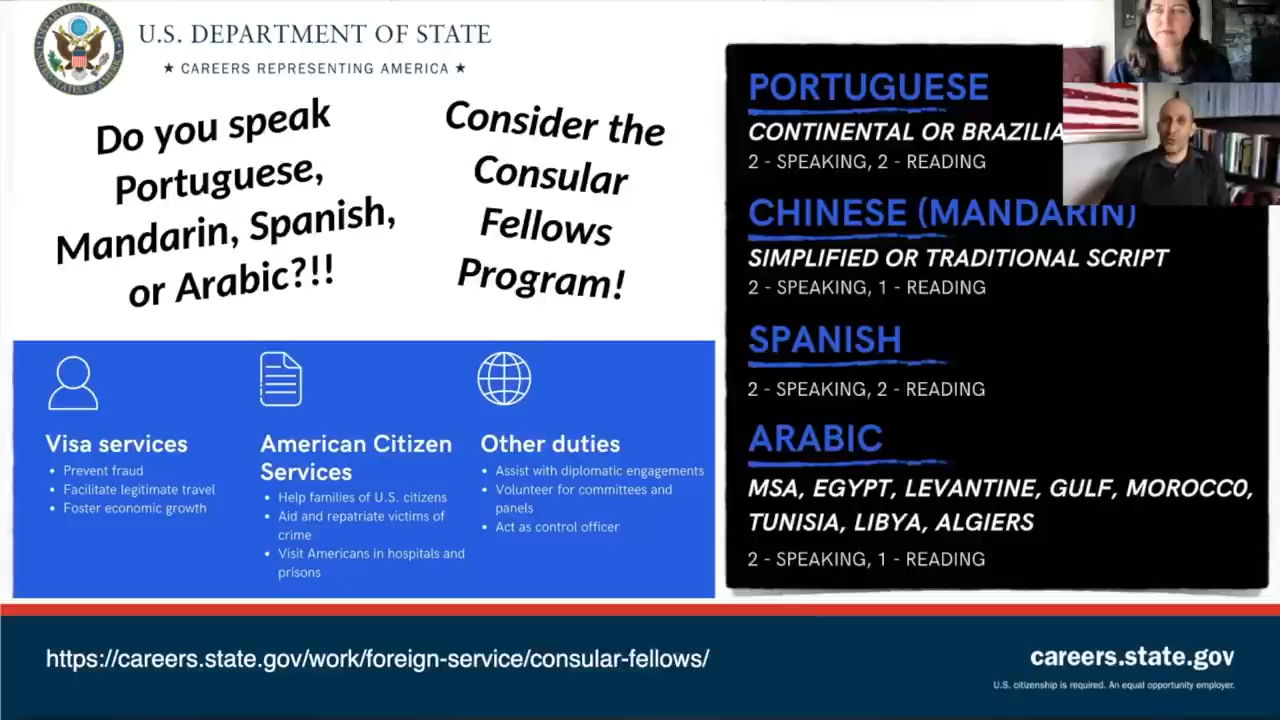 U.S. DEPARTMENT OF STATE
★ CAREERS REPRESENTING AMERICA ★
Do you speak
Portuguese,
Mandarin, Spanish,
or Arabic?!!
Consider the
Consular
Fellows
Program!
Visa services
• Prevent fraud
• Facilitate legitimate travel
• Foster economic growth
American Citizen
Services
• Help families of U.S. citizens
• Aid and repatriate victims of
crime
• Visit Americans in hospitals and
prisons
Other duties
• Assist with diplomatic engagements
• Volunteer for committees and
panels
• Act as control officer
PORTUGUESE
CONTINENTAL OR BRAZILIA
2 - SPEAKING, 2 - READING
CHINESE (MANDARIN)
SIMPLIFIED OR TRADITIONAL SCRIPT
2 - SPEAKING, 1 - READING
SPANISH
2 - SPEAKING, 2 - READING
ARABIC
MSA, EGYPT, LEVANTINE, GULF, MOROCC0,
TUNISIA, LIBYA, ALGIERS
2 - SPEAKING, 1 - READING
https://careers.state.gov/work/foreign-service/consular-fellows/
careers.state.gov
U.S. citizenship is required. An equal opportunity employer.